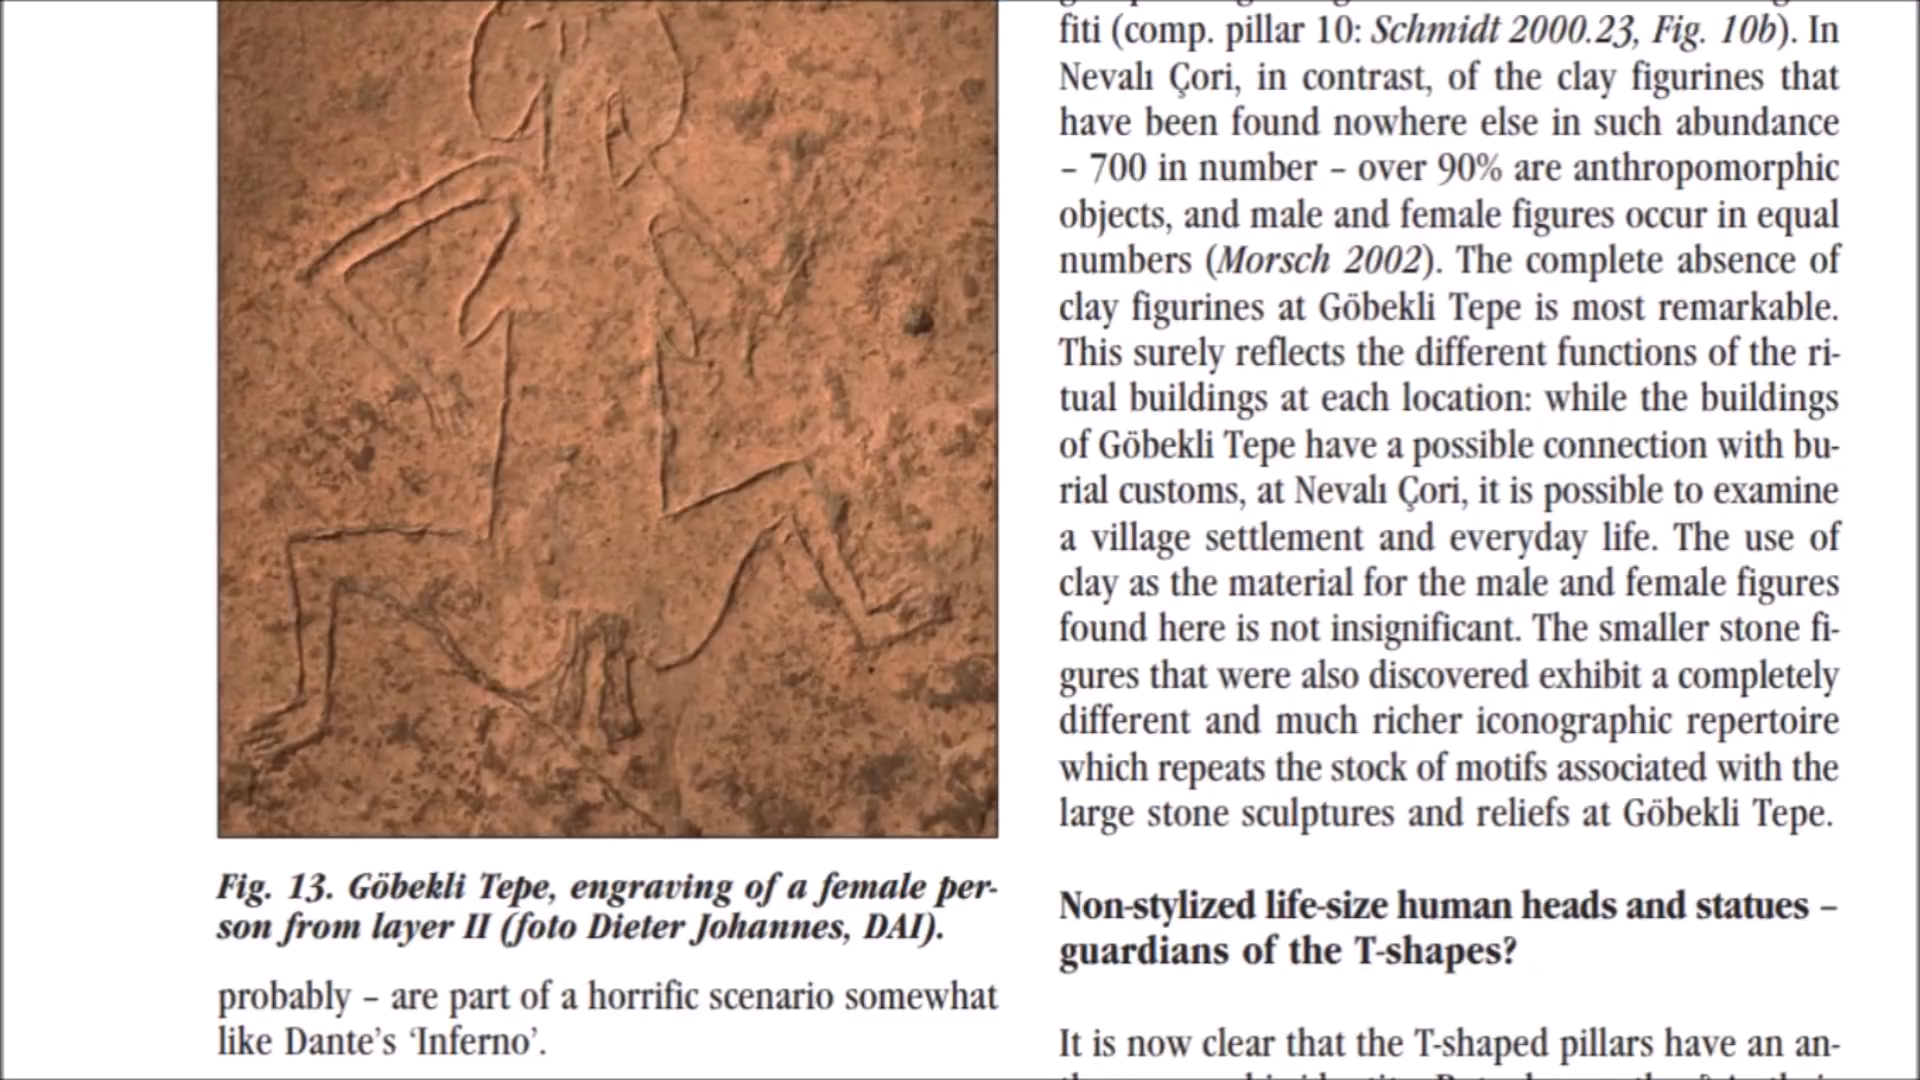 Fig. 13. Göbekli Tepe, engraving of a female per-
son from layer II (foto Dieter Johannes, DAI).
probably – are part of a horrific scenario somewhat
like Dante's 'Inferno'.
fiti (comp. pillar 10: Schmidt 2000.23, Fig. 10b). In
Nevalı Çori, in contrast, of the clay figurines that
have been found nowhere else in such abundance
– 700 in number – over 90% are anthropomorphic
objects, and male and female figures occur in equal
numbers (Morsch 2002). The complete absence of
clay figurines at Göbekli Tepe is most remarkable.
This surely reflects the different functions of the ri-
tual buildings at each location: while the buildings
of Göbekli Tepe have a possible connection with bu-
rial customs, at Nevalı Çori, it is possible to examine
a village settlement and everyday life. The use of
clay as the material for the male and female figures
found here is not insignificant. The smaller stone fi-
gures that were also discovered exhibit a completely
different and much richer iconographic repertoire
which repeats the stock of motifs associated with the
large stone sculptures and reliefs at Göbekli Tepe.
Non-stylized life-size human heads and statues –
guardians of the T-shapes?
It is now clear that the T-shaped pillars have an an-